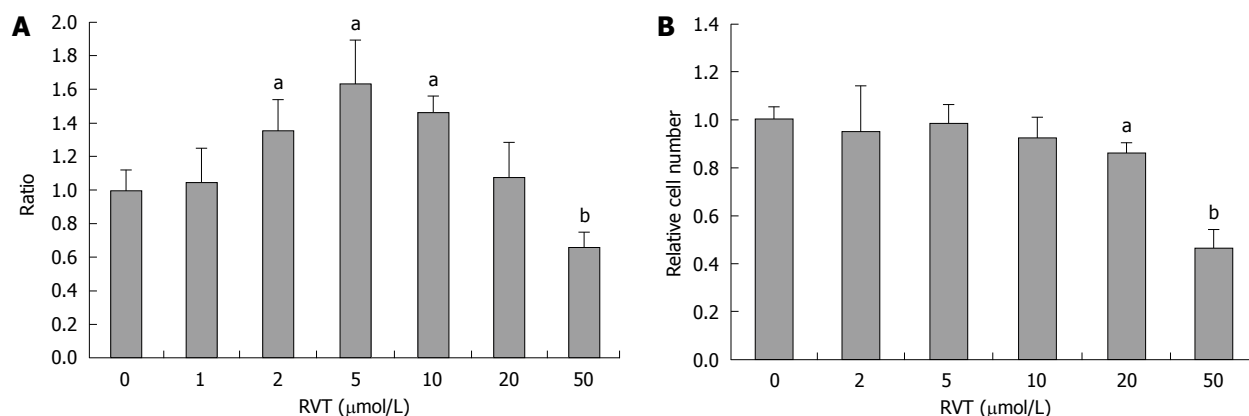 A
Ratio
2.0
1.8
1.6
1.4
1.2
1.0
0.8
0.6
0.4
0.2
0.0
a
a
a
b
0 1 2 5 10 20 50
RVT (μmol/L)
B
Relative cell number
1.4
1.2
1.0
0.8
0.6
0.4
0.2
0.0
a
b
0 2 5 10 20 50
RVT (μmol/L)